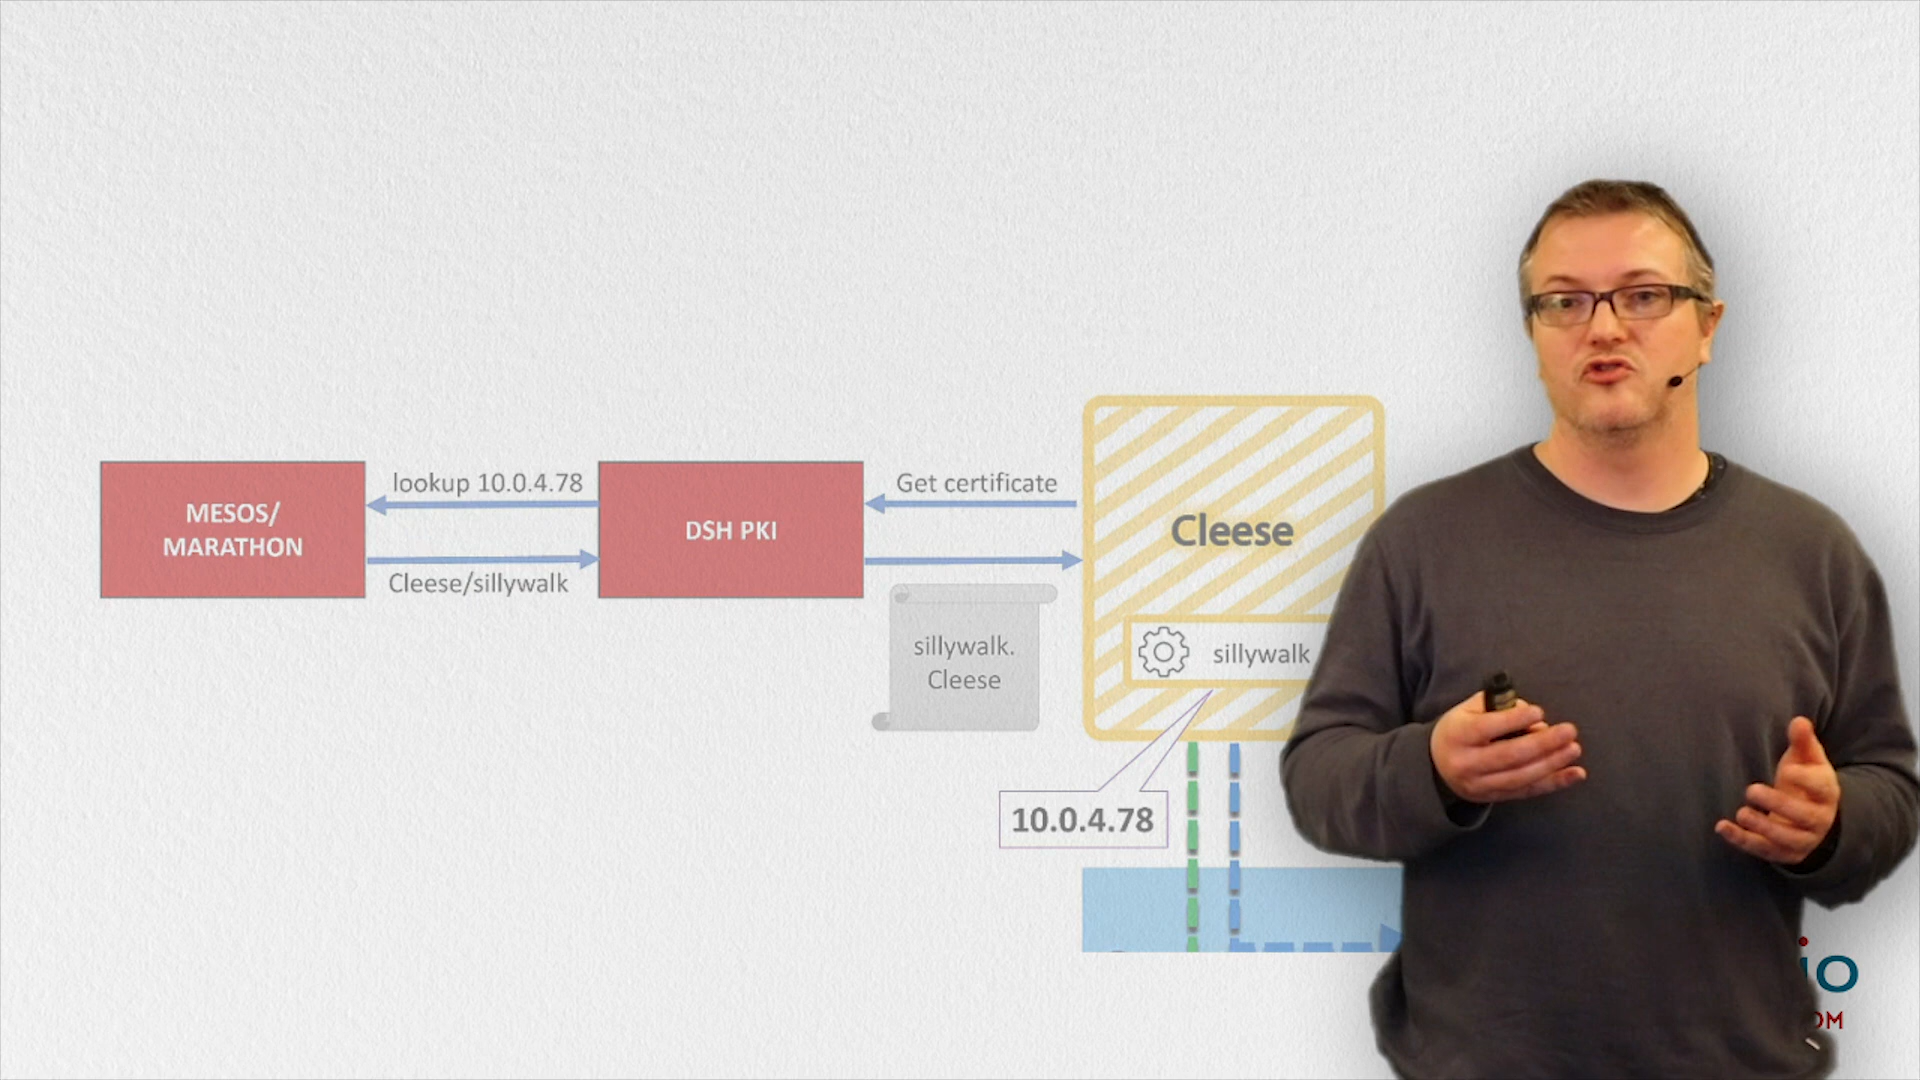 lookup 10.0.4.78
Get certificate
MESOS/
MARATHON
DSH PKI
Cleese
Cleese/sillywalk
sillywalk.
Cleese
sillywalk
10.0.4.78